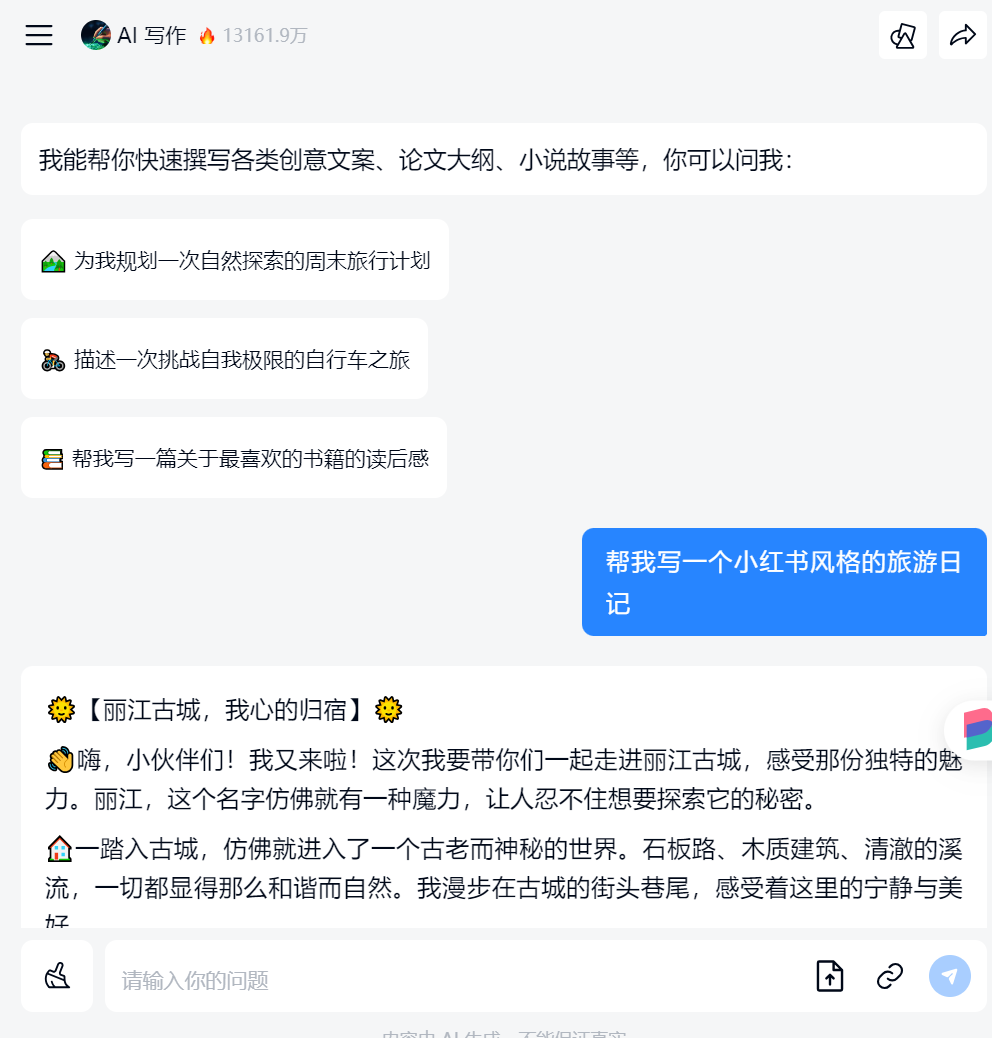 AI 写作 13161.9万
我能帮你快速撰写各类创意文案、论文大纲、小说故事等，你可以问我：
为我规划一次自然探索的周末旅行计划
描述一次挑战自我极限的自行车之旅
帮我写一篇关于最喜欢的书籍的读后感
帮我写一个小红书风格的旅游日
记
🌞【丽江古城，我心的归宿】🌞
👏嗨，小伙伴们！我又来啦！这次我要带你们一起走进丽江古城，感受那份独特的魅
力。丽江，这个名字仿佛就有一种魔力，让人忍不住想要探索它的秘密。
🏠一踏入古城，仿佛就进入了一个古老而神秘的世界。石板路、木质建筑、清澈的溪
流，一切都显得那么和谐而自然。我漫步在古城的街头巷尾，感受着这里的宁静与美
好
请输入你的问题
内容由 AI 生成，不能保证真实